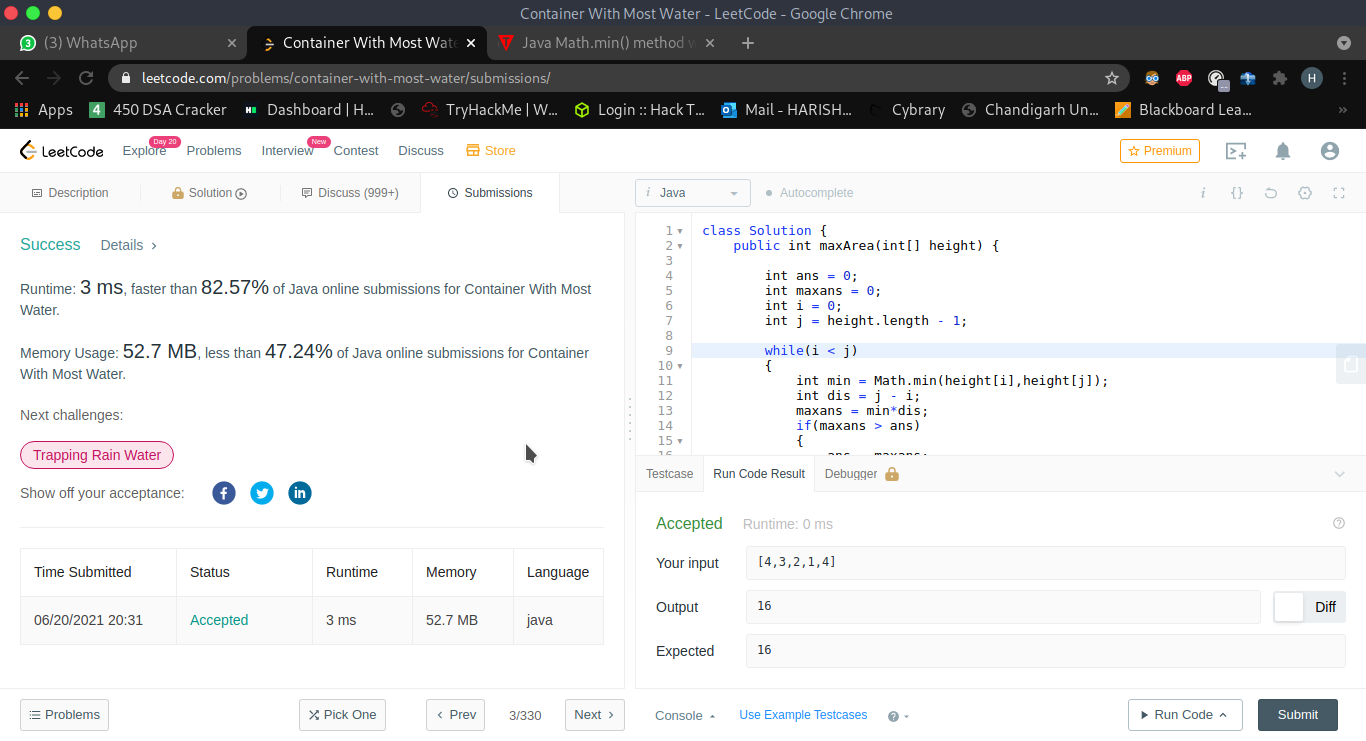 Container With Most Water - LeetCode - Google Chrome
3 (3) WhatsApp × Container With Most Wate × Java Math.min() method × +
leetcode.com/problems/container-with-most-water/submissions/ ABP H
Apps 4 450 DSA Cracker Dashboard | H... TryHackMe | W... Login :: Hack T... Mail - HARISH... Cybrary Chandigarh Un... Blackboard Lea... »
LeetCode Explore Day 20 Problems Interview New Contest Discuss Store Premium
Description Solution Discuss (999+) Submissions
i Java Autocomplete i {}
Success Details >
Runtime: 3 ms, faster than 82.57% of Java online submissions for Container With Most
Water.
Memory Usage: 52.7 MB, less than 47.24% of Java online submissions for Container
With Most Water.
Next challenges:
Trapping Rain Water
Show off your acceptance: f in
Time Submitted Status Runtime Memory Language
06/20/2021 20:31 Accepted 3 ms 52.7 MB java
1 class Solution {
2 public int maxArea(int[] height) {
3
4 int ans = 0;
5 int maxans = 0;
6 int i = 0;
7 int j = height.length - 1;
8
9 while(i < j)
10 {
11 int min = Math.min(height[i],height[j]);
12 int dis = j - i;
13 maxans = min*dis;
14 if(maxans > ans)
15 {
16 ans = maxans;
Testcase Run Code Result Debugger
Accepted Runtime: 0 ms ?
Your input [4,3,2,1,4]
Output 16 Diff
Expected 16
Problems Pick One < Prev 3/330 Next >
Console Use Example Testcases ? Run Code Submit